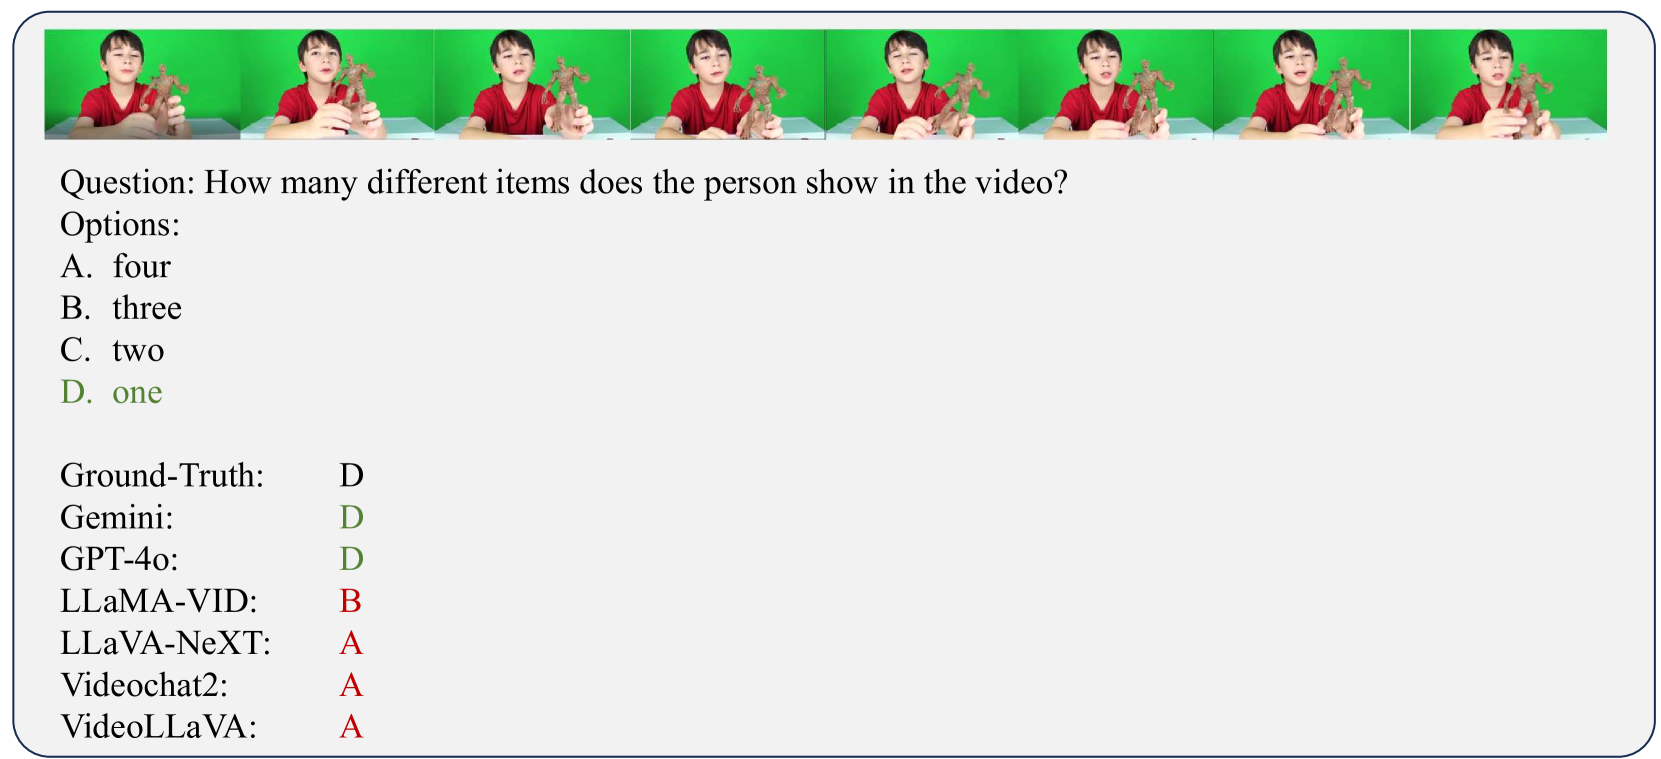 Question: How many different items does the person show in the video?
Options:
A. four
B. three
C. two
D. one
Ground-Truth: D
Gemini: D
GPT-4o: D
LLaMA-VID: B
LLaVA-NeXT: A
Videochat2: A
VideoLLaVA: A